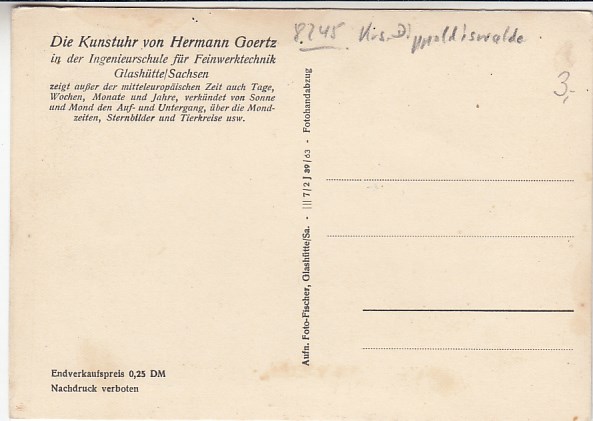 Die Kunstuhr von Hermann Goertz
in der Ingenieurschule für Feinwerktechnik
Glashütte/Sachsen
zeigt außer der mitteleuropäischen Zeit auch Tage,
Wochen, Monate und Jahre, verkündet von Sonne
und Mond den Auf- und Untergang, über die Mond-
zeiten, Sternbilder und Tierkreise usw.
Endverkaufspreis 0,25 DM
Nachdruck verboten
Aufn. Foto-Fischer, Glashütte/Sa. - III 7/2 J 89/63 - Fotohandabzug
8245 Krs. Dippoldiswalde
3,-